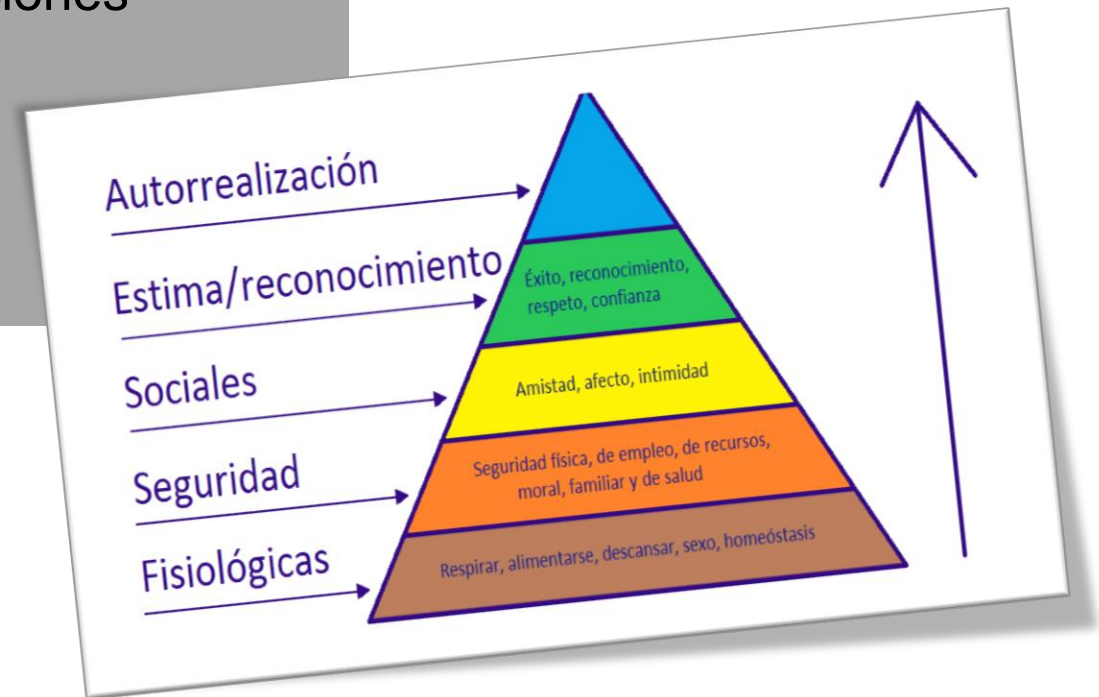 Autorrealización
Estima/reconocimiento
Éxito, reconocimiento,
respeto, confianza
Sociales
Amistad, afecto, intimidad
Seguridad
Seguridad física, de empleo, de recursos,
moral, familiar y de salud
Fisiológicas
Respirar, alimentarse, descansar, sexo, homeóstasis